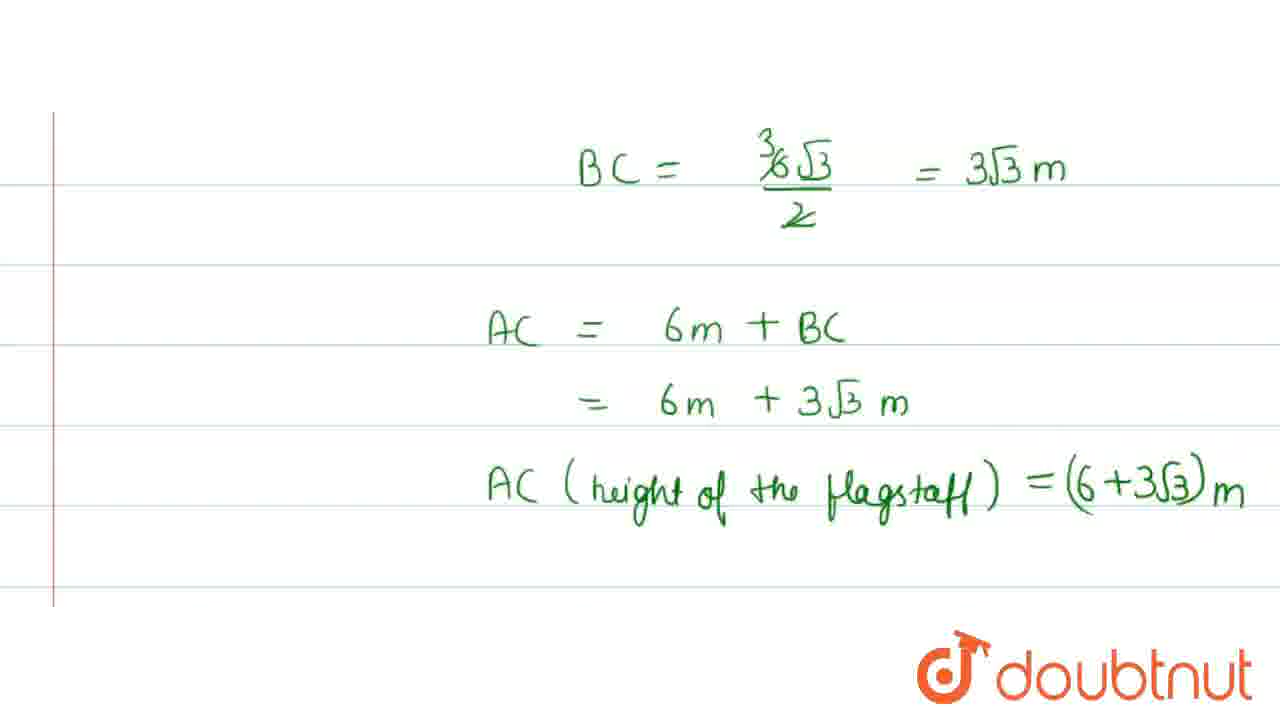 BC = 3 6√3 / 2 = 3√3 m
AC = 6m + BC
= 6m + 3√3 m
AC (height of the flagstaff) = (6+3√3) m
doubtnut